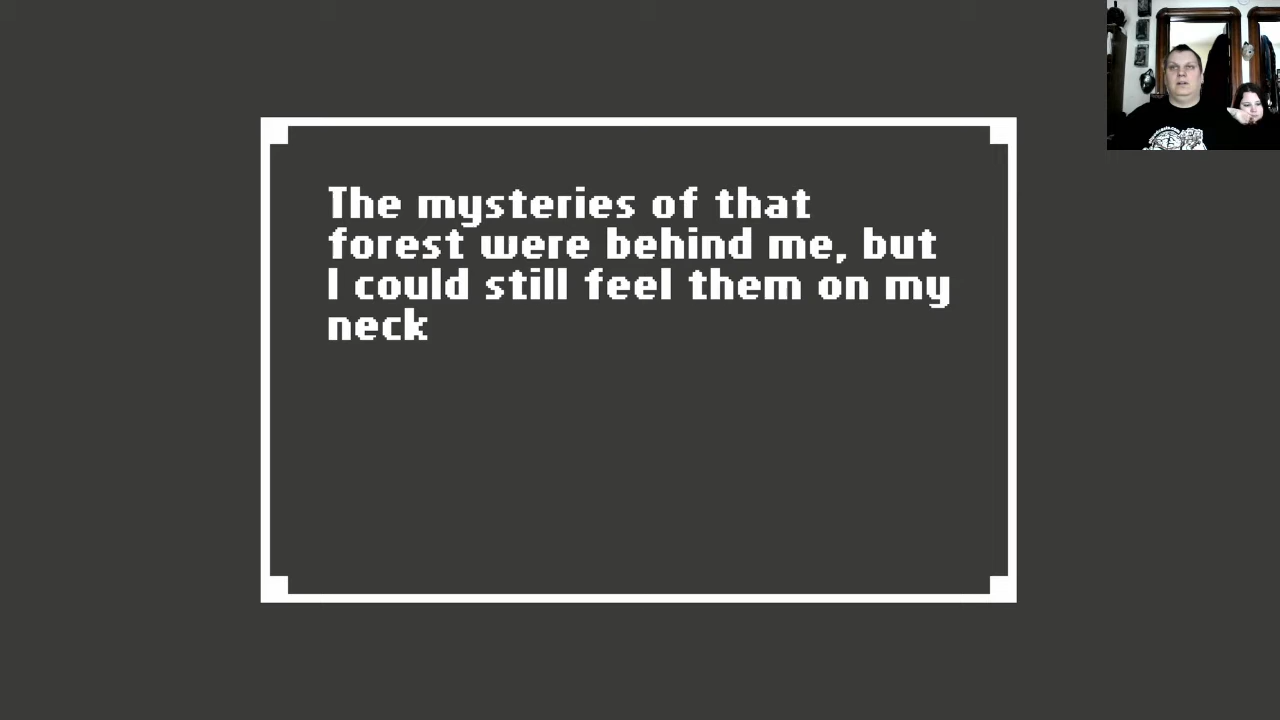 The mysteries of that
forest were behind me, but
I could still feel them on my
neck